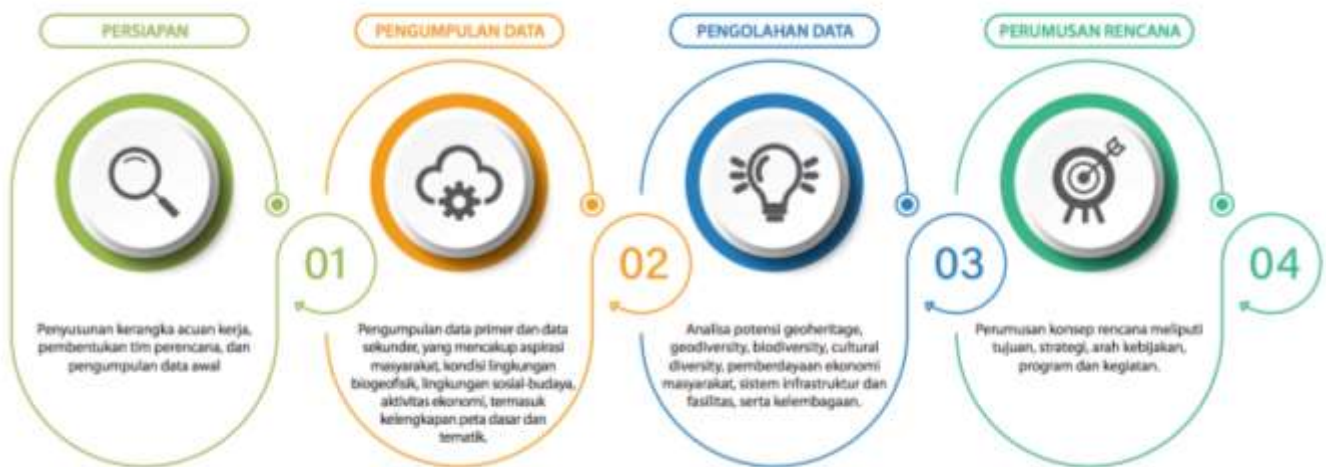 PERSIAPAN
01
Penyusunan kerangka acuan kerja,
pembentukan tim perencana, dan
pengumpulan data awal
PENGUMPULAN DATA
02
Pengumpulan data primer dan data
sekunder, yang mencakup aspirasi
masyarakat, kondisi lingkungan
biogeofisik, lingkungan sosial-budaya,
aktivitas ekonomi, termasuk
kelengkapan peta dasar dan
tematik.
PENGOLAHAN DATA
03
Analisa potensi geoheritage,
geodiversity, biodiversity, cultural
diversity, pemberdayaan ekonomi
masyarakat, sistem infrastruktur dan
fasilitas, serta kelembagaan.
PERUMUSAN RENCANA
04
Perumusan konsep rencana meliputi
tujuan, strategi, arah kebijakan,
program dan kegiatan.